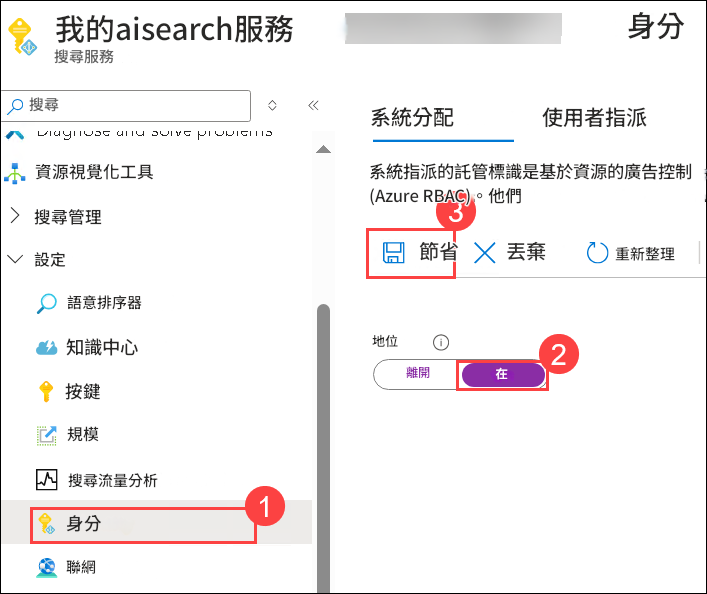 我的aisearch服務
搜尋服務
身分
搜尋
Diagnose and solve problems
資源視覺化工具
搜尋管理
設定
語意排序器
知識中心
按鍵
規模
搜尋流量分析
1
身分
聯網
系統分配
使用者指派
系統指派的託管標識是基於資源的廣告控制
(Azure RBAC)。他們
3
節省
丟棄
重新整理
地位
2
離開
在